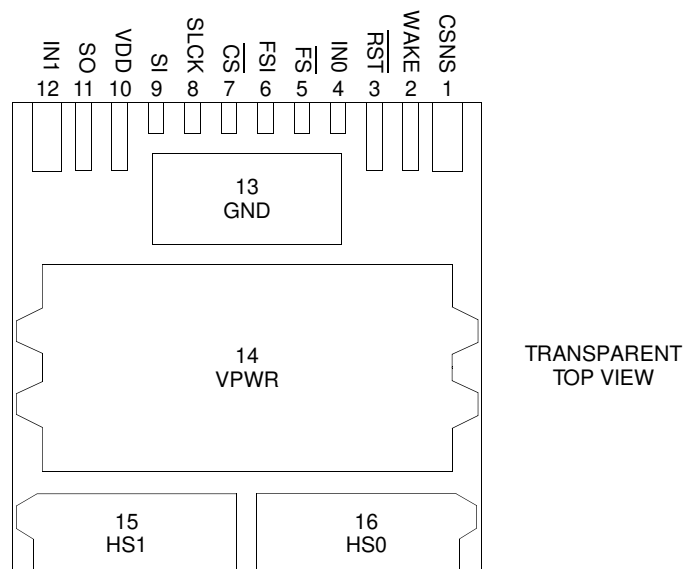 IN1 SO VDD SI SLCK CS FSI FS IN0 RST WAKE CSNS
12 11 10 9 8 7 6 5 4 3 2 1
13
GND
14
VPWR
TRANSPARENT
TOP VIEW
15
HS1
16
HS0